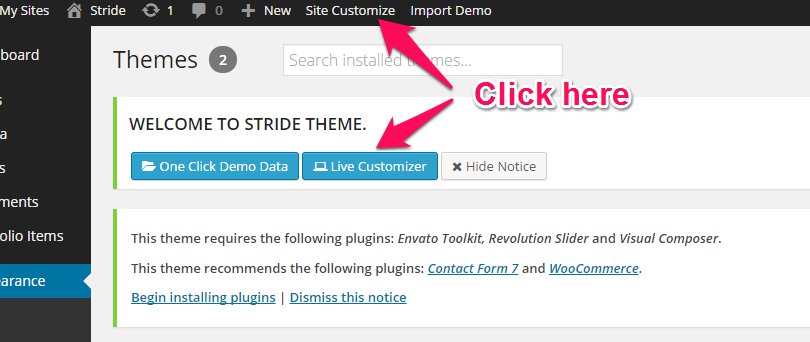 My Sites Stride 1 0 New Site Customize Import Demo
board
Themes 2
Search installed themes...
Click here
s
WELCOME TO STRIDE THEME.
a
One Click Demo Data Live Customizer Hide Notice
s
ments
olio Items
This theme requires the following plugins: Envato Toolkit, Revolution Slider and Visual Composer.
This theme recommends the following plugins: Contact Form 7 and WooCommerce.
earance
Begin installing plugins | Dismiss this notice